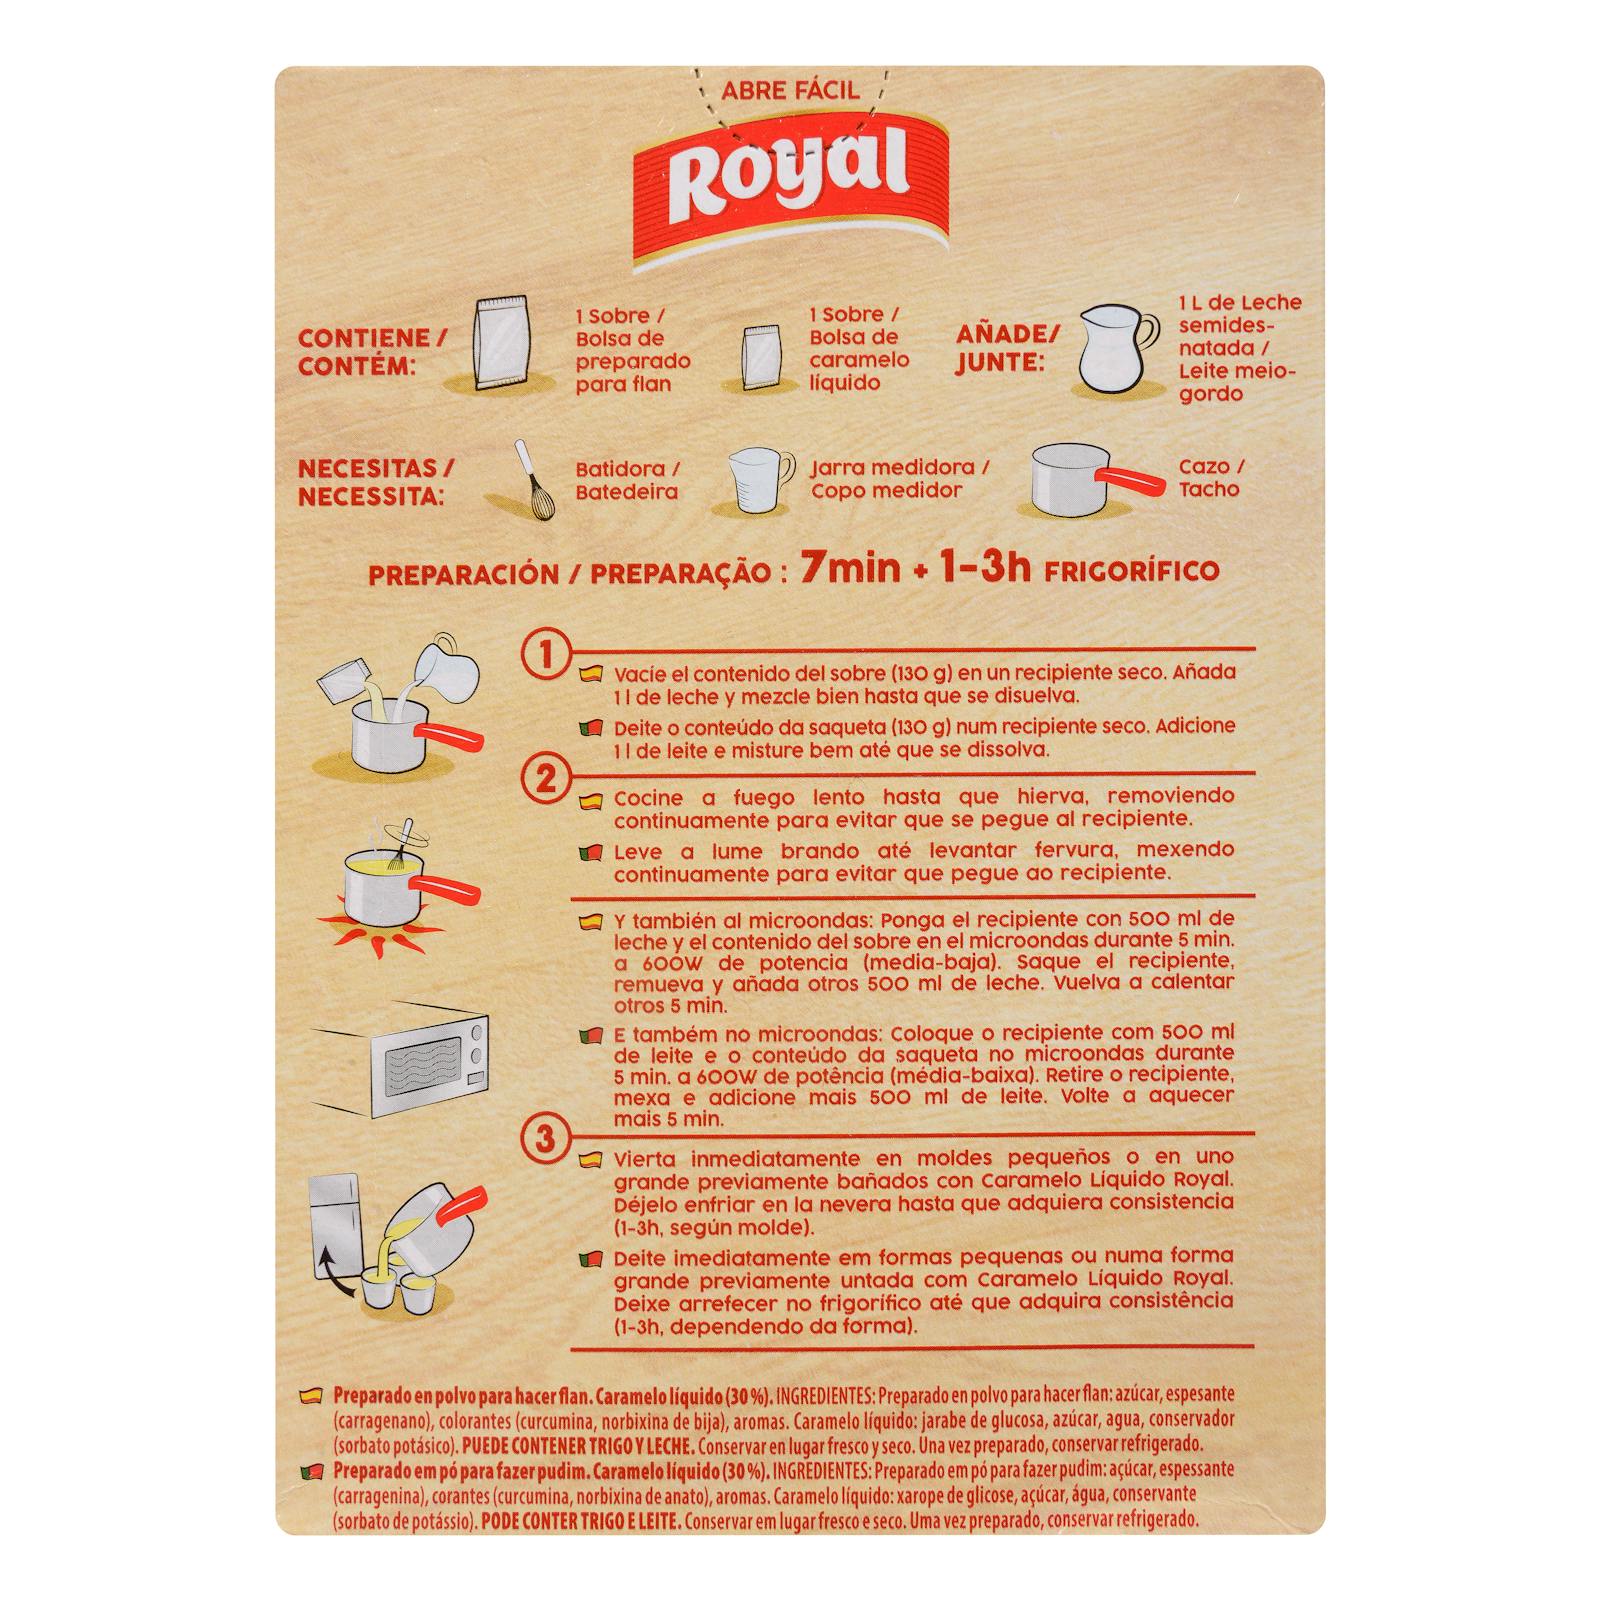 ABRE FÁCIL
Royal
CONTIENE /
CONTÉM:
1 Sobre /
Bolsa de
preparado
para flan
1 Sobre /
Bolsa de
caramelo
líquido
AÑADE/
JUNTE:
1 L de Leche
semides-
natada /
Leite meio-
gordo
NECESITAS /
NECESSITA:
Batidora /
Batedeira
Jarra medidora /
Copo medidor
Cazo /
Tacho
PREPARACIÓN / PREPARAÇÃO : 7min + 1-3h FRIGORÍFICO
1
Vacíe el contenido del sobre (130 g) en un recipiente seco. Añada
1 l de leche y mezcle bien hasta que se disuelva.
Deite o conteúdo da saqueta (130 g) num recipiente seco. Adicione
1 l de leite e misture bem até que se dissolva.
2
Cocine a fuego lento hasta que hierva, removiendo
continuamente para evitar que se pegue al recipiente.
Leve a lume brando até levantar fervura, mexendo
continuamente para evitar que pegue ao recipiente.
Y también al microondas: Ponga el recipiente con 500 ml de
leche y el contenido del sobre en el microondas durante 5 min.
a 600W de potencia (media-baja). Saque el recipiente,
remueva y añada otros 500 ml de leche. Vuelva a calentar
otros 5 min.
E também no microondas: Coloque o recipiente com 500 ml
de leite e o conteúdo da saqueta no microondas durante
5 min. a 600W de potência (média-baixa). Retire o recipiente,
mexa e adicione mais 500 ml de leite. Volte a aquecer
mais 5 min.
3
Vierta inmediatamente en moldes pequeños o en uno
grande previamente bañados con Caramelo Líquido Royal.
Déjelo enfriar en la nevera hasta que adquiera consistencia
(1-3h, según molde).
Deite imediatamente em formas pequenas ou numa forma
grande previamente untada com Caramelo Líquido Royal.
Deixe arrefecer no frigorífico até que adquira consistência
(1-3h, dependendo da forma).
Preparado en polvo para hacer flan. Caramelo líquido (30 %). INGREDIENTES: Preparado en polvo para hacer flan: azúcar, espesante
(carragenano), colorantes (curcumina, norbixina de bija), aromas. Caramelo líquido: jarabe de glucosa, azúcar, agua, conservador
(sorbato potásico). PUEDE CONTENER TRIGO Y LECHE. Conservar en lugar fresco y seco. Una vez preparado, conservar refrigerado.
Preparado em pó para fazer pudim. Caramelo líquido (30 %). INGREDIENTES: Preparado em pó para fazer pudim: açúcar, espessante
(carragenina), corantes (curcumina, norbixina de anato), aromas. Caramelo líquido: xarope de glicose, açúcar, água, conservante
(sorbato de potássio). PODE CONTER TRIGO E LEITE. Conservar em lugar fresco e seco. Uma vez preparado, conservar refrigerado.